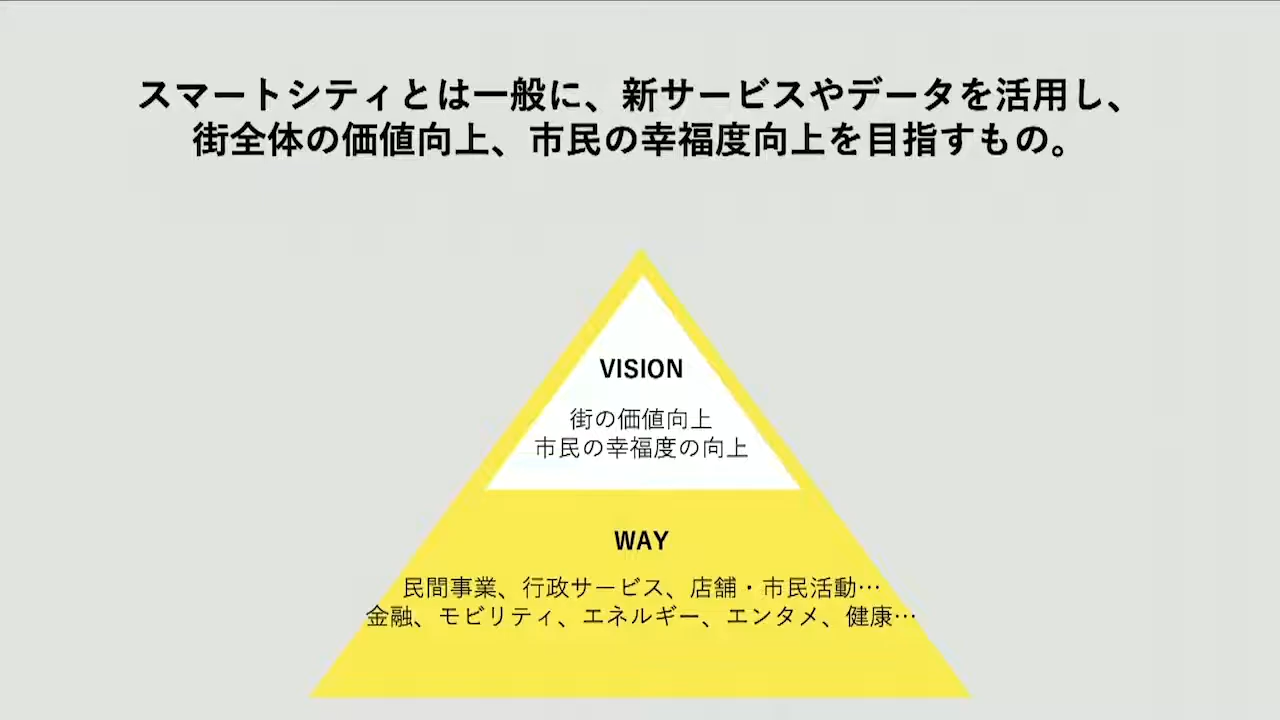 スマートシティとは一般に、新サービスやデータを活用し、
街全体の価値向上、市民の幸福度向上を目指すもの。
VISION
街の価値向上
市民の幸福度の向上
WAY
民間事業、行政サービス、店舗・市民活動…
金融、モビリティ、エネルギー、エンタメ、健康…